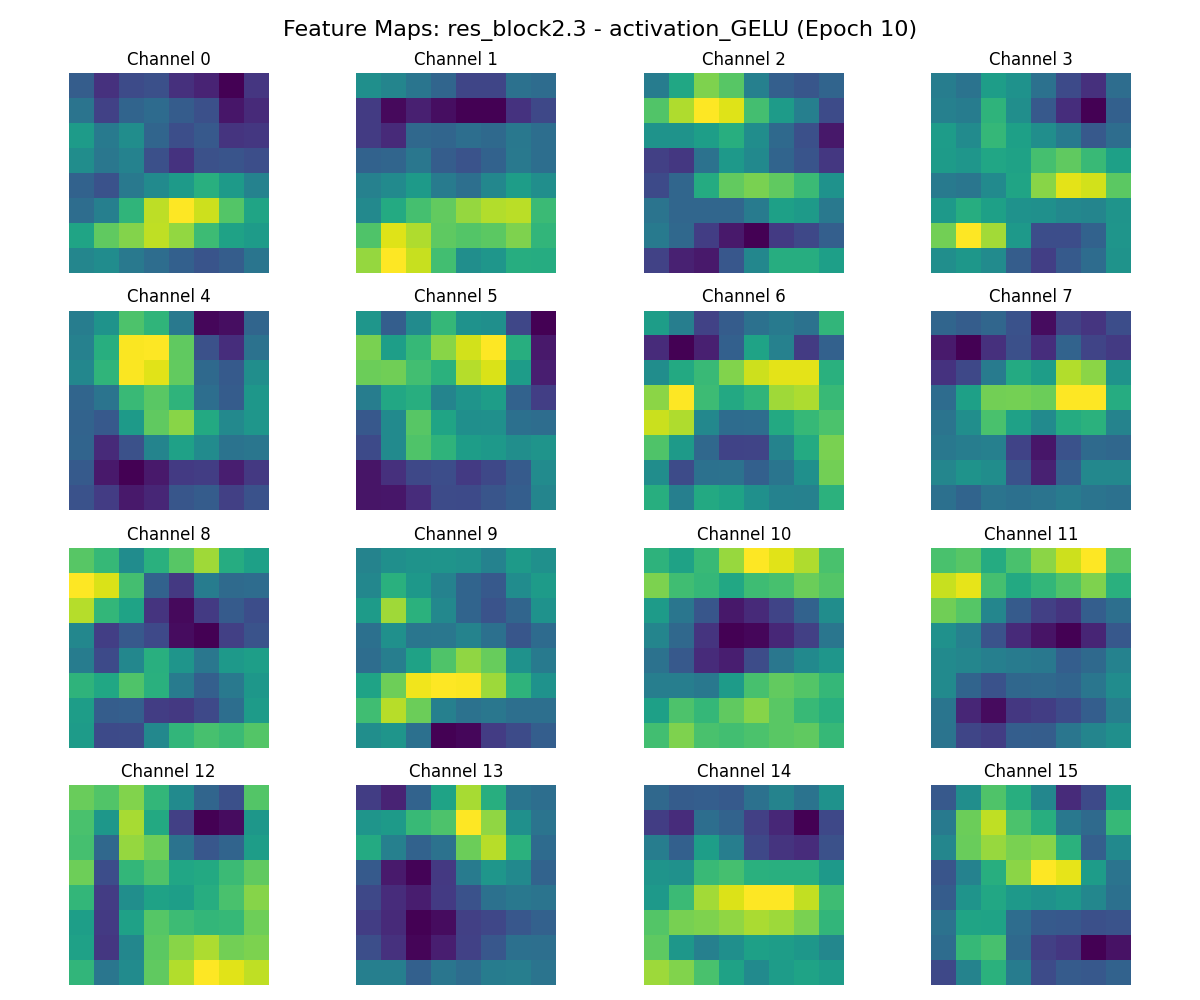 Feature Maps: res_block2.3 - activation_GELU (Epoch 10)
Channel 0
Channel 1
Channel 2
Channel 3
Channel 4
Channel 5
Channel 6
Channel 7
Channel 8
Channel 9
Channel 10
Channel 11
Channel 12
Channel 13
Channel 14
Channel 15